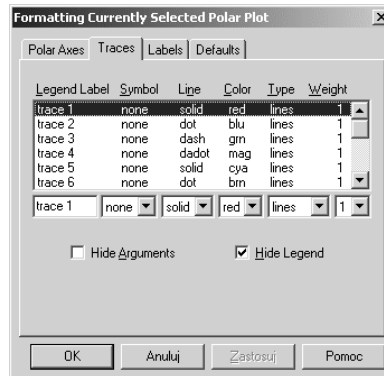 Formatting Currently Selected Polar Plot
Polar Axes Traces Labels Defaults
Legend Label Symbol Line Color Type Weight
trace 1 none solid red lines 1
trace 2 none dot blu lines 1
trace 3 none dash grn lines 1
trace 4 none dadot mag lines 1
trace 5 none solid cya lines 1
trace 6 none dot brn lines 1
trace 1 none solid red lines 1
Hide Arguments Hide Legend
OK Anuluj Zastosuj Pomoc